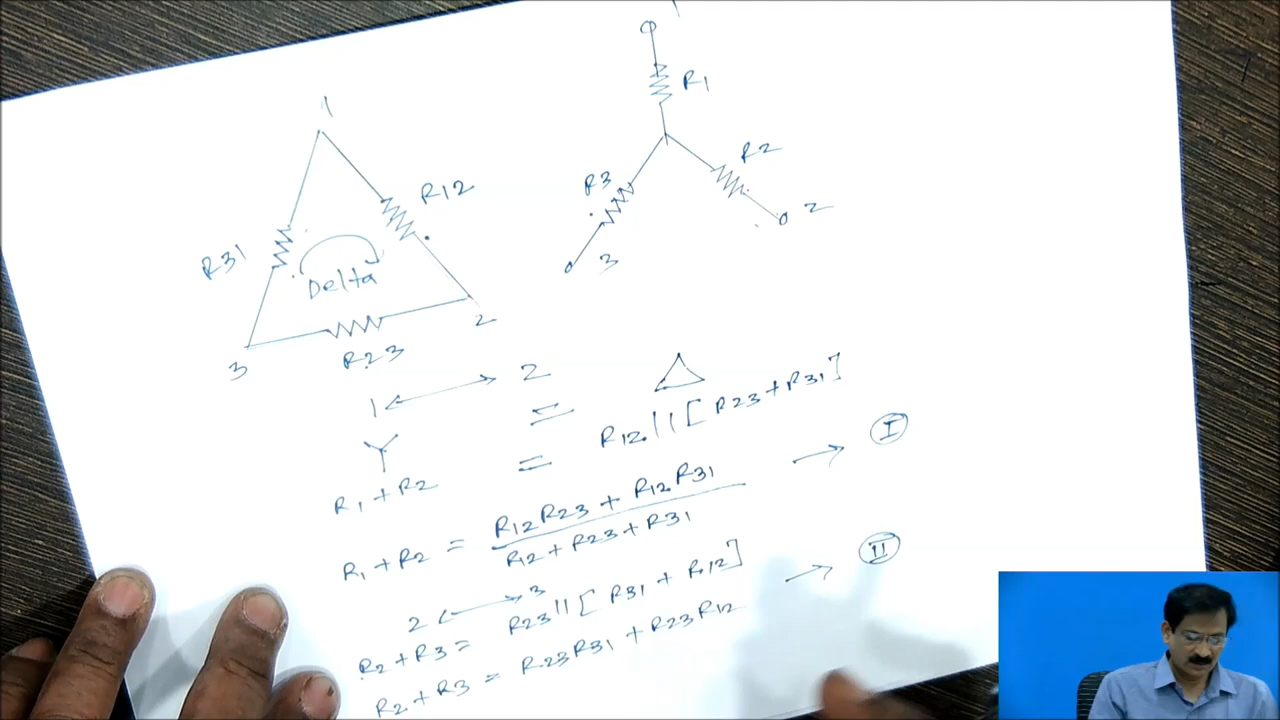 1
R1
R2
R12
R3
R31
2
Delta
3
2
R23
3
1 ⟷ 2
Y = △
R1 + R2 = R12 || [R23 + R31]
R1 + R2 = (R12R23 + R12R31) / (R12 + R23 + R31) → I
2 ⟷ 3
R2 + R3 = R23 || [R31 + R12] → II
R2 + R3 = R23R31 + R23R12